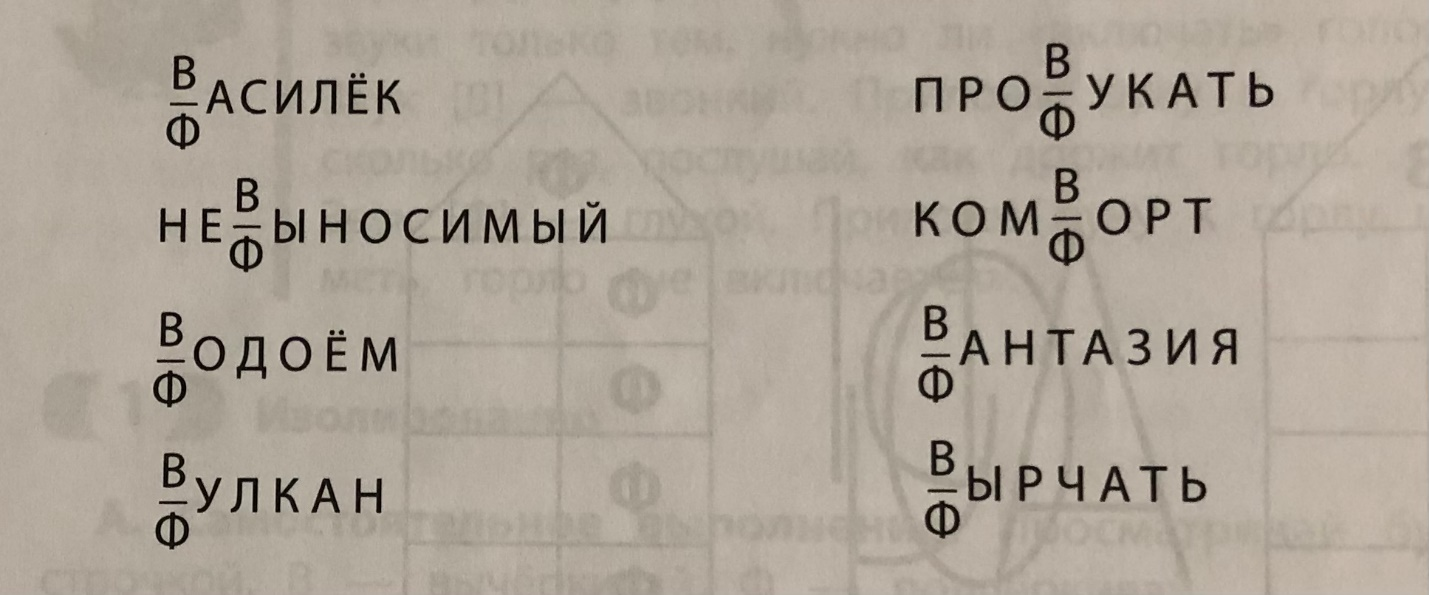 В/Ф АСИЛЁК
НЕ В/Ф ЫНОСИМЫЙ
В/Ф ОДОЁМ
В/Ф УЛКАН
ПРО В/Ф УКАТЬ
КОМ В/Ф ОРТ
В/Ф АНТАЗИЯ
В/Ф ЫРЧАТЬ